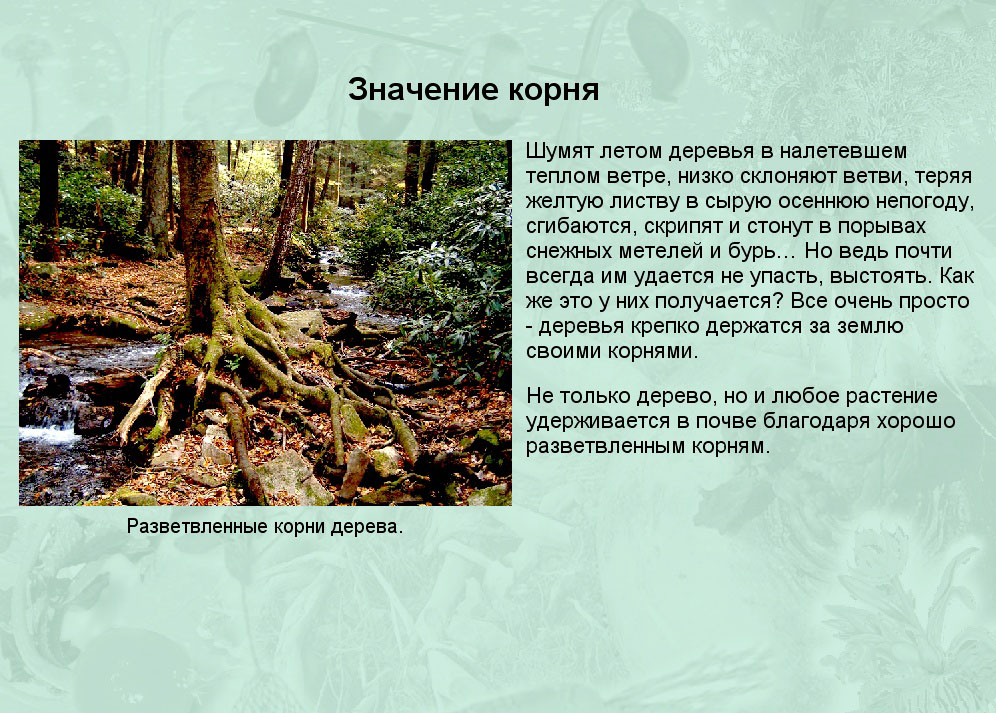 Значение корня
Шумят летом деревья в налетевшем
теплом ветре, низко склоняют ветви, теряя
желтую листву в сырую осеннюю непогоду,
сгибаются, скрипят и стонут в порывах
снежных метелей и бурь… Но ведь почти
всегда им удается не упасть, выстоять. Как
же это у них получается? Все очень просто
- деревья крепко держатся за землю
своими корнями.
Не только дерево, но и любое растение
удерживается в почве благодаря хорошо
разветвленным корням.
Разветвленные корни дерева.